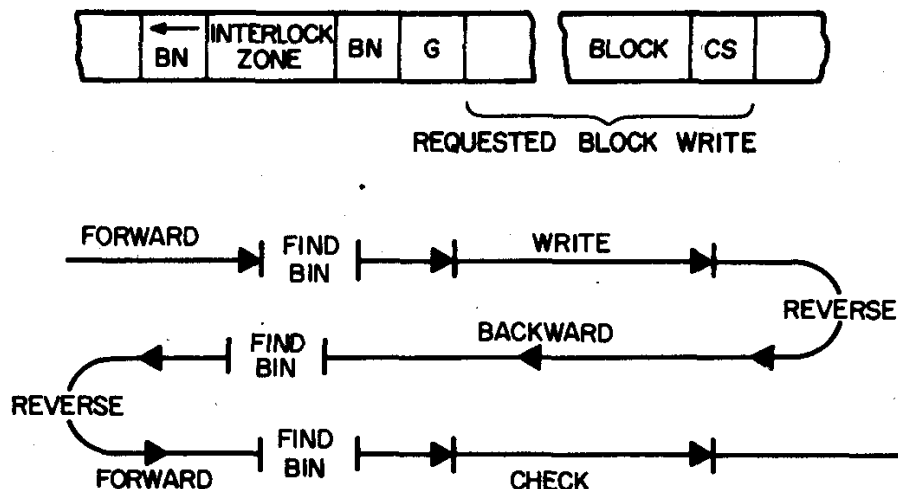 BN
INTERLOCK
ZONE
BN
G
BLOCK
CS
REQUESTED BLOCK WRITE
FORWARD
FIND
BIN
WRITE
REVERSE
BACKWARD
FIND
BIN
REVERSE
FORWARD
FIND
BIN
CHECK